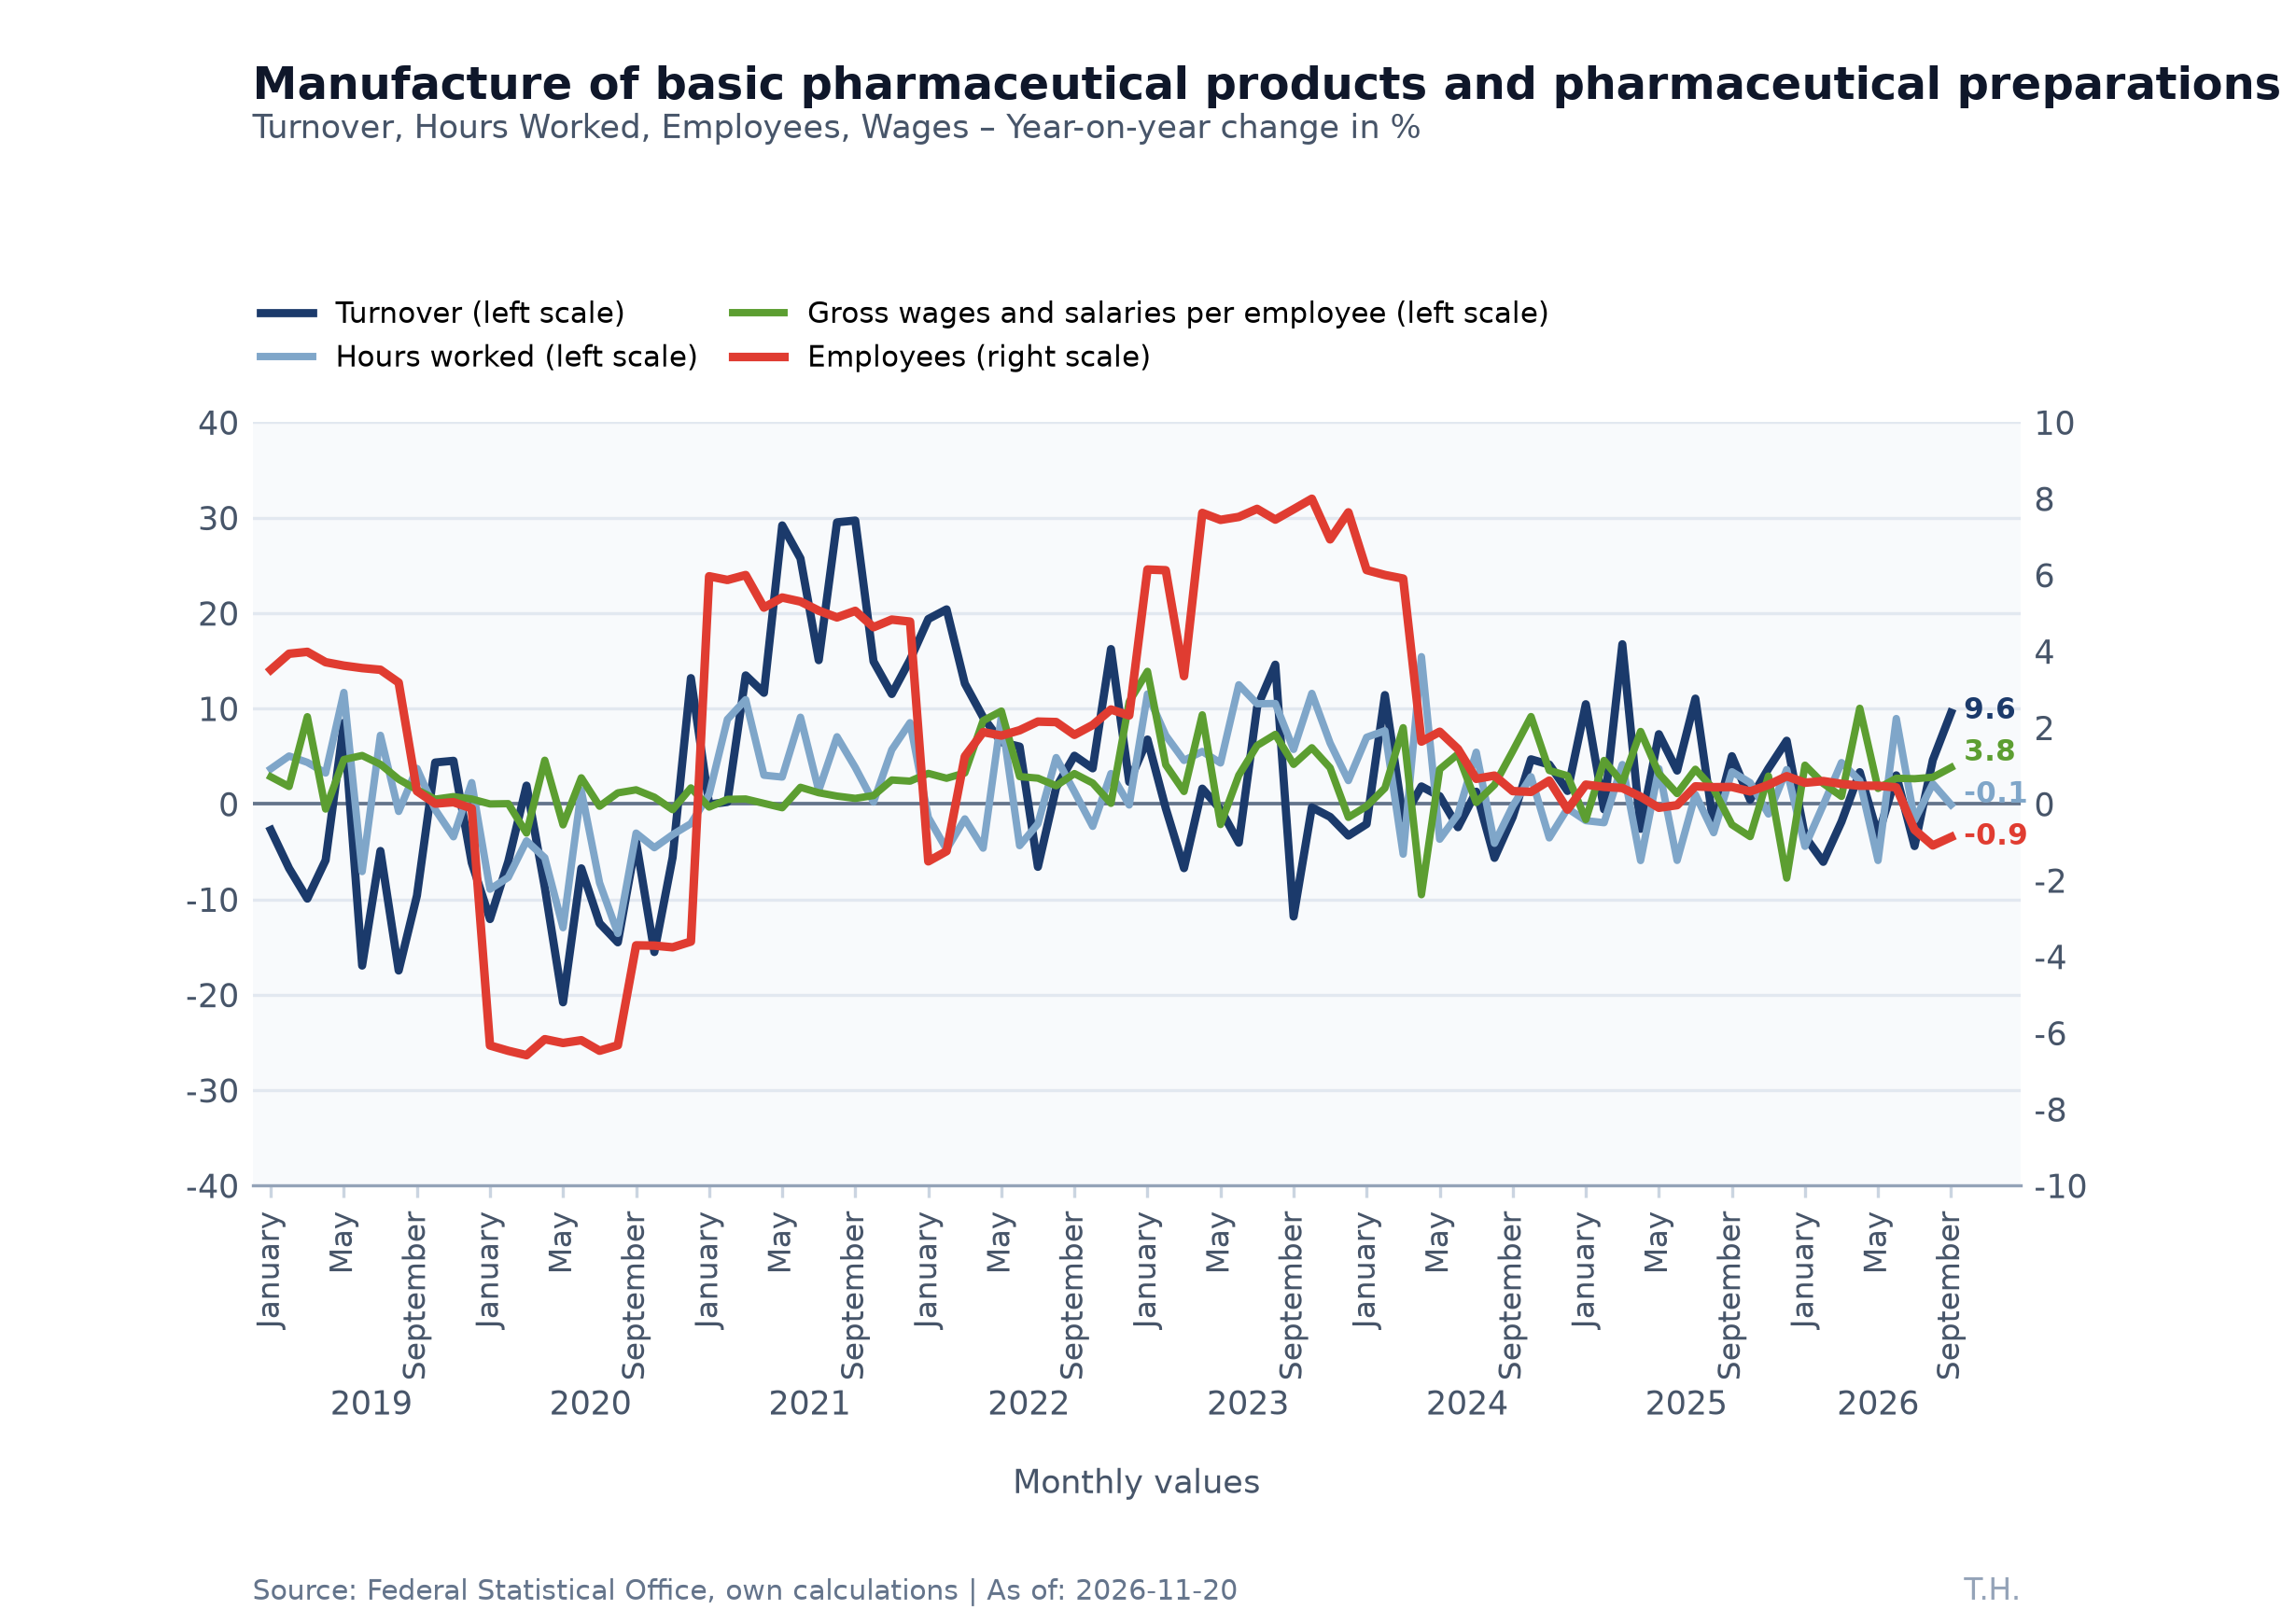 Manufacture of basic pharmaceutical products and pharmaceutical preparations
Turnover, Hours Worked, Employees, Wages – Year-on-year change in %
Turnover (left scale)
Gross wages and salaries per employee (left scale)
Hours worked (left scale)
Employees (right scale)
40
30
20
10
0
-10
-20
-30
-40
10
8
6
4
2
0
-2
-4
-6
-8
-10
9.6
3.8
-0.1
-0.9
January
May
September
January
May
September
January
May
September
January
May
September
January
May
September
January
May
September
January
May
September
January
May
September
2019
2020
2021
2022
2023
2024
2025
2026
Monthly values
Source: Federal Statistical Office, own calculations | As of: 2026-11-20
T.H.